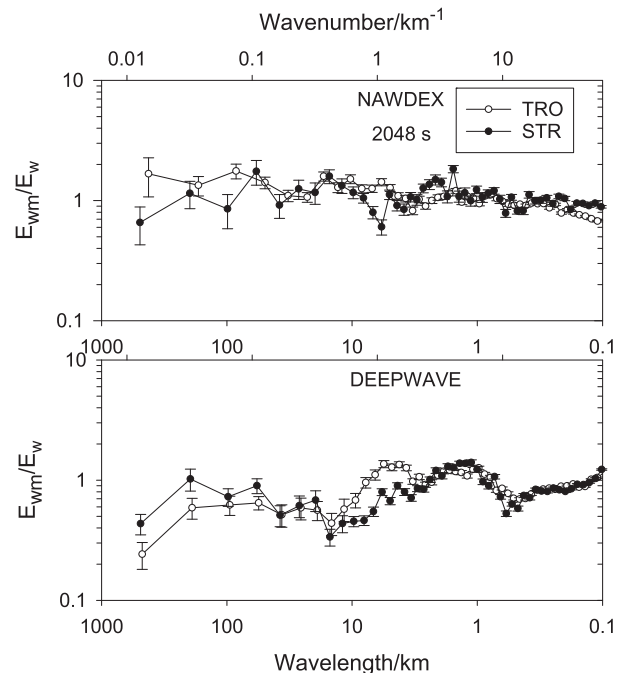 Wavenumber/km-1
0.01 0.1 1 10
10
1
0.1
Ewm/Ew
NAWDEX
2048 s
TRO
STR
1000 100 10 1 0.1
10
1
0.1
Ewm/Ew
DEEPWAVE
1000 100 10 1 0.1
Wavelength/km